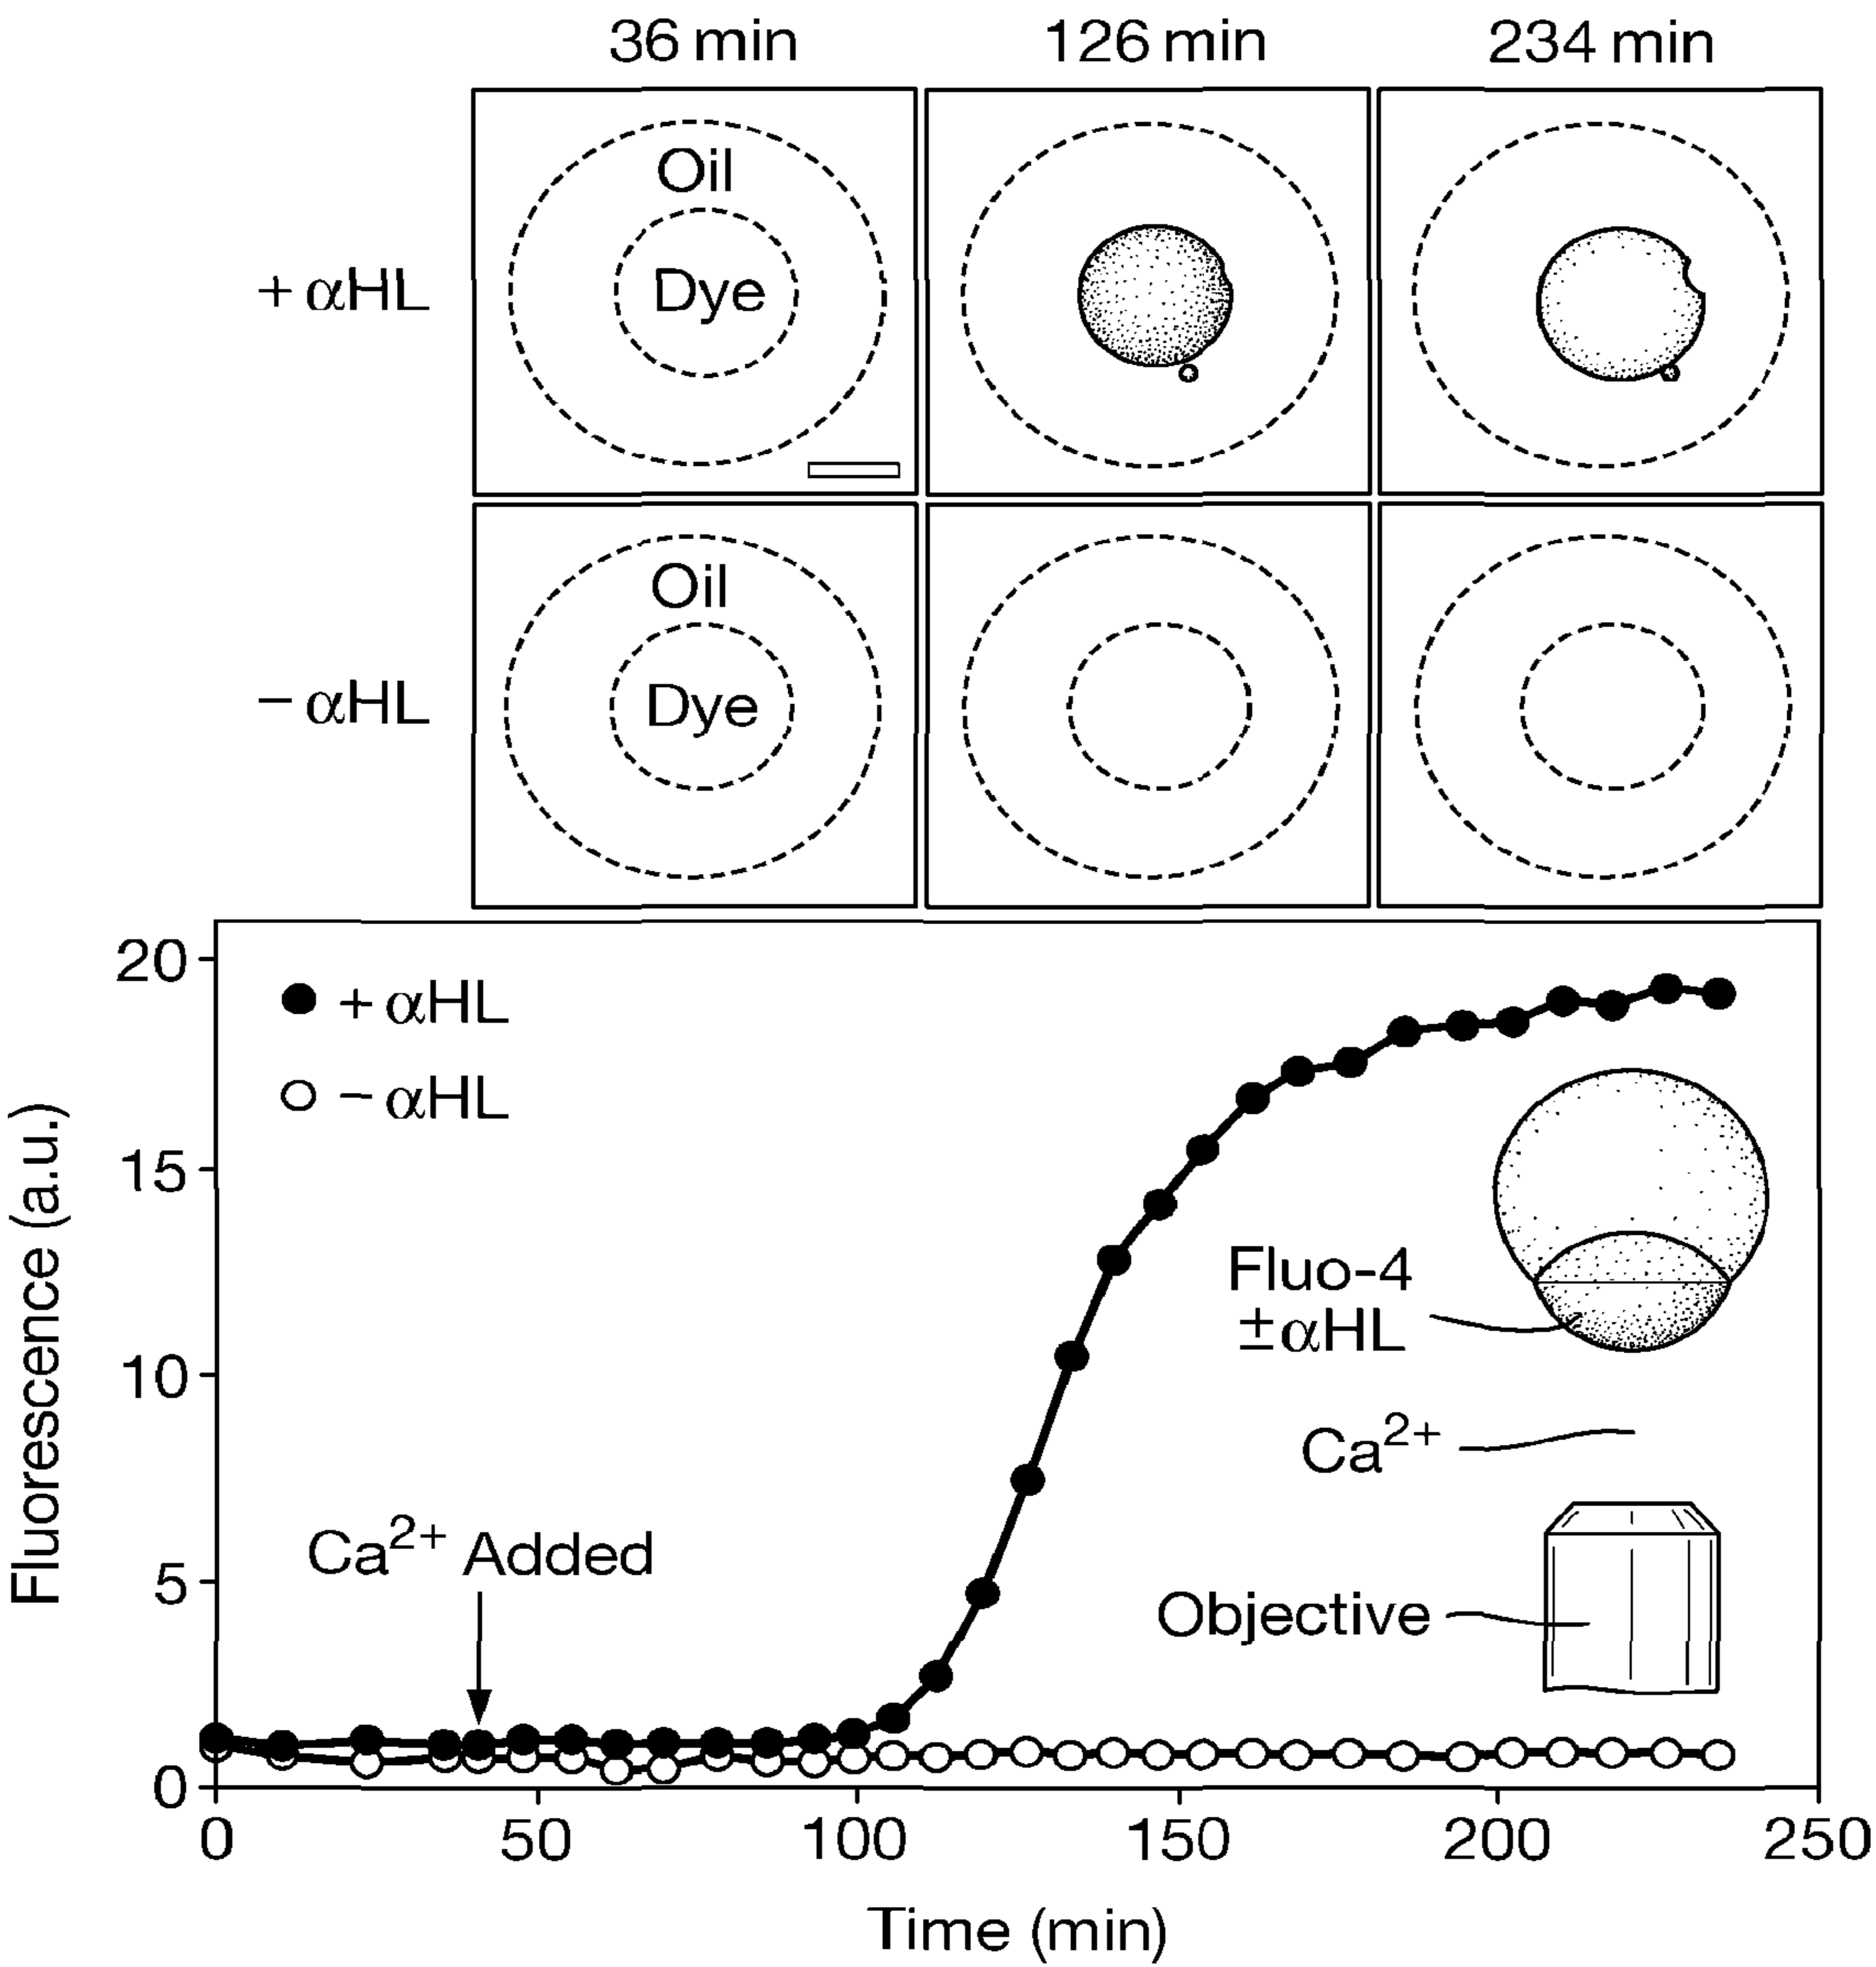 36 min 126 min 234 min
Oil
+ αHL Dye
Oil
− αHL Dye
20
15
10
5
0
Fluorescence (a.u.)
+ αHL
− αHL
Ca²⁺ Added
Fluo-4
±αHL
Ca²⁺
Objective
0 50 100 150 200 250
Time (min)